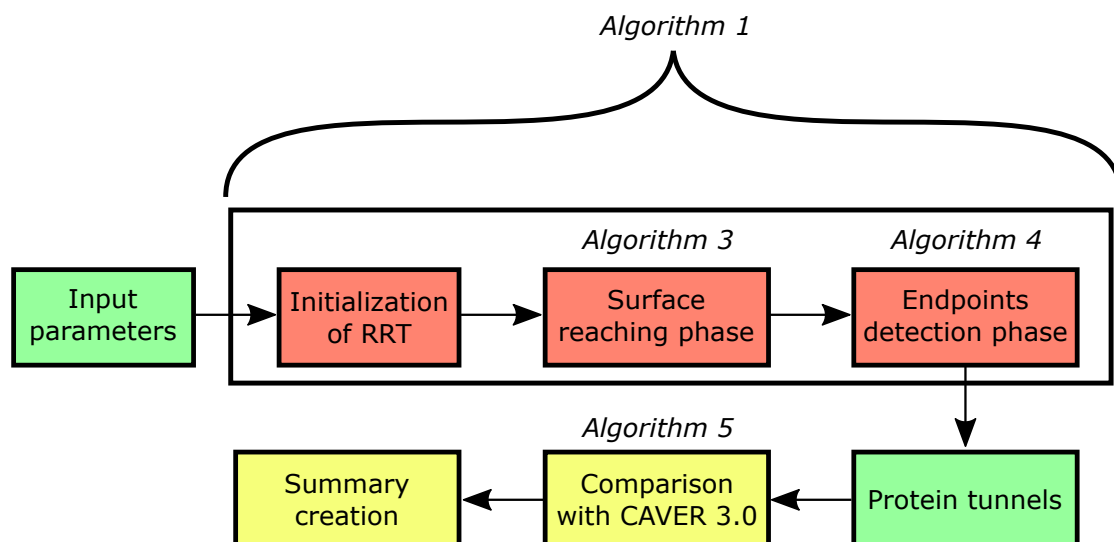 Algorithm 1
Algorithm 3
Algorithm 4
Input
parameters
Initialization
of RRT
Surface
reaching phase
Endpoints
detection phase
Algorithm 5
Summary
creation
Comparison
with CAVER 3.0
Protein tunnels